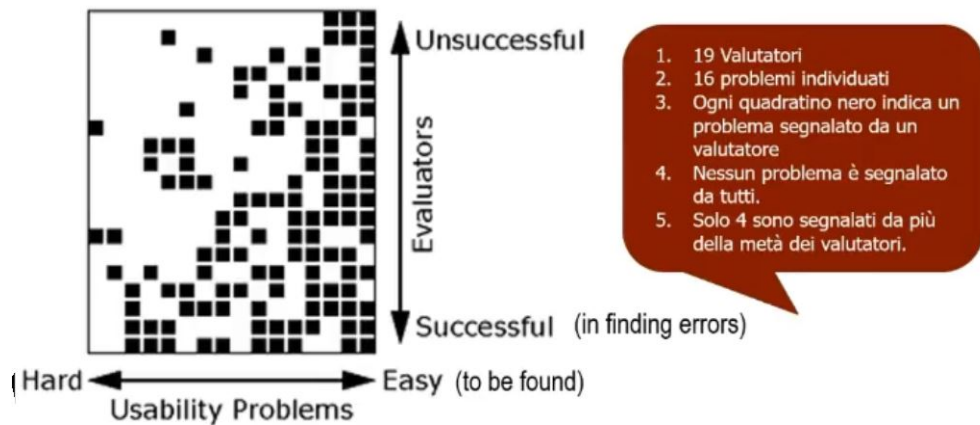 Unsuccessful
Evaluators
Successful (in finding errors)
Hard
Easy (to be found)
Usability Problems
1. 19 Valutatori
2. 16 problemi individuati
3. Ogni quadratino nero indica un
problema segnalato da un
valutatore
4. Nessun problema è segnalato
da tutti.
5. Solo 4 sono segnalati da più
della metà dei valutatori.